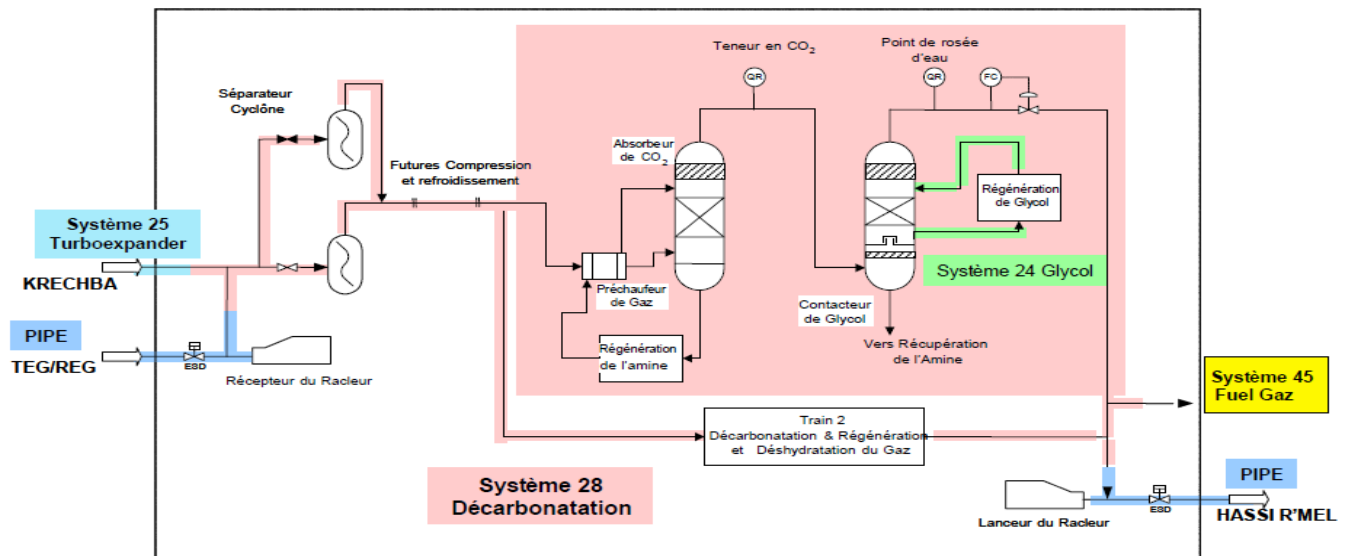 Teneur en CO2
Point de rosée
d'eau
QR
QR
FC
Séparateur
Cyclône
Absorbeur
de CO2
Futures Compression
et refroidissement
Régénération
de Glycol
Système 25
Turboexpander
KRECHBA
Système 24 Glycol
Préchaufeur
de Gaz
Contacteur
de Glycol
PIPE
TEG/REG
ESD
Récepteur du Racleur
Régénération
de l'amine
Vers Récupération
de l'Amine
Système 45
Fuel Gaz
Train 2
Décarbonatation & Régénération
et Déshydratation du Gaz
Système 28
Décarbonatation
PIPE
Lanceur du Racleur
ESD
HASSI R'MEL